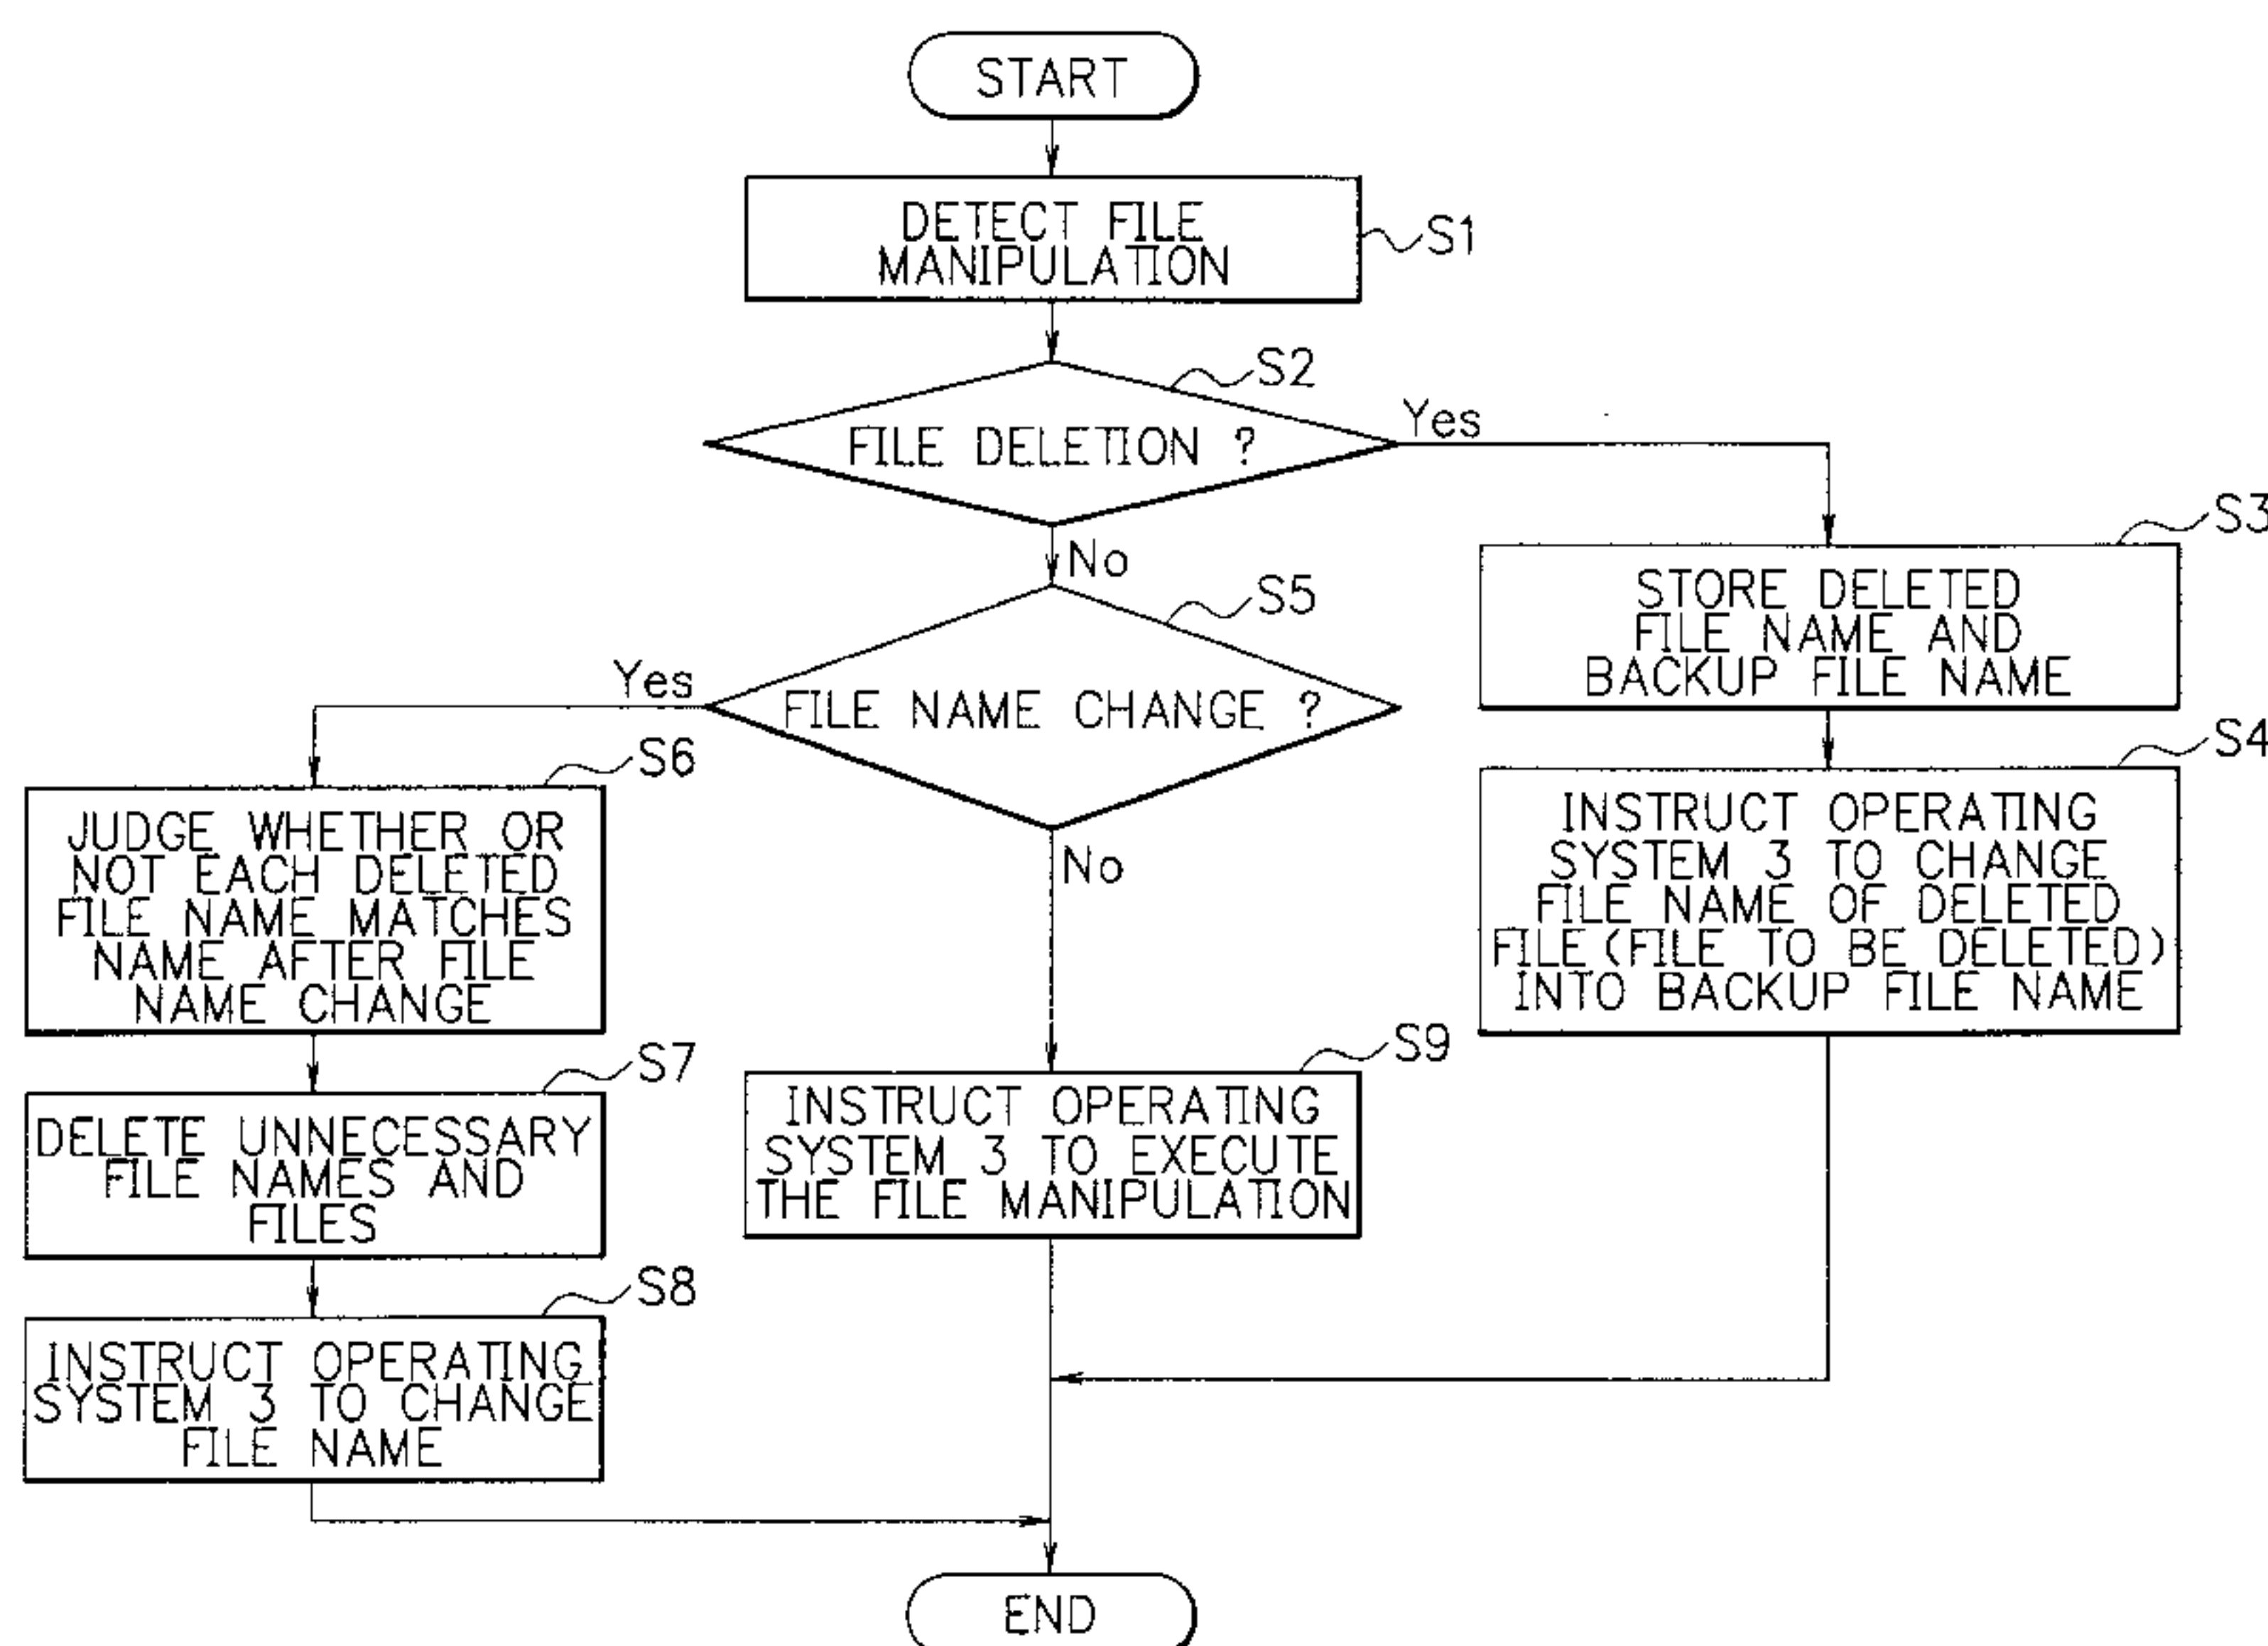 START
DETECT FILE
MANIPULATION
S1
S2
FILE DELETION ?
Yes
No
S3
STORE DELETED
FILE NAME AND
BACKUP FILE NAME
S5
FILE NAME CHANGE ?
Yes
No
S4
INSTRUCT OPERATING
SYSTEM 3 TO CHANGE
FILE NAME OF DELETED
FILE(FILE TO BE DELETED)
INTO BACKUP FILE NAME
S6
JUDGE WHETHER OR
NOT EACH DELETED
FILE NAME MATCHES
NAME AFTER FILE
NAME CHANGE
S7
DELETE UNNECESSARY
FILE NAMES AND
FILES
S9
INSTRUCT OPERATING
SYSTEM 3 TO EXECUTE
THE FILE MANIPULATION
S8
INSTRUCT OPERATING
SYSTEM 3 TO CHANGE
FILE NAME
END